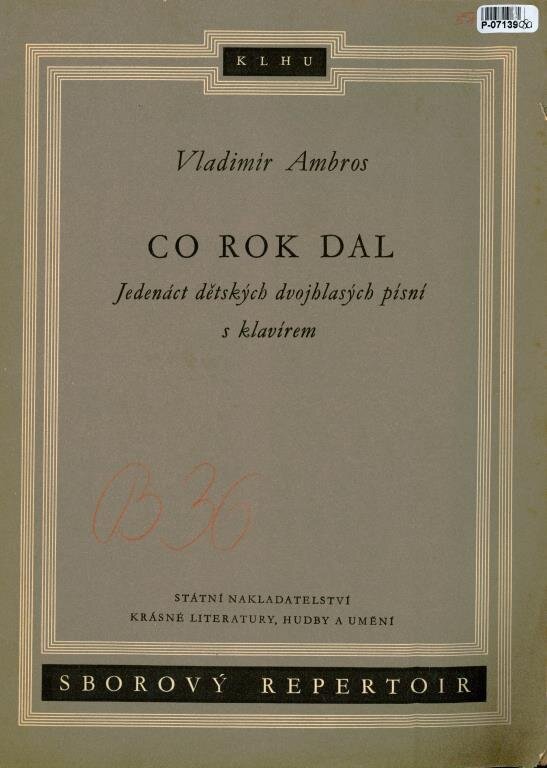 P-07139
KLHU
Vladimír Ambros
CO ROK DAL
Jedenáct dětských dvojhlasých písní
s klavírem
B 36
STÁTNÍ NAKLADATELSTVÍ
KRÁSNÉ LITERATURY, HUDBY A UMĚNÍ
SBOROVÝ REPERTOIR